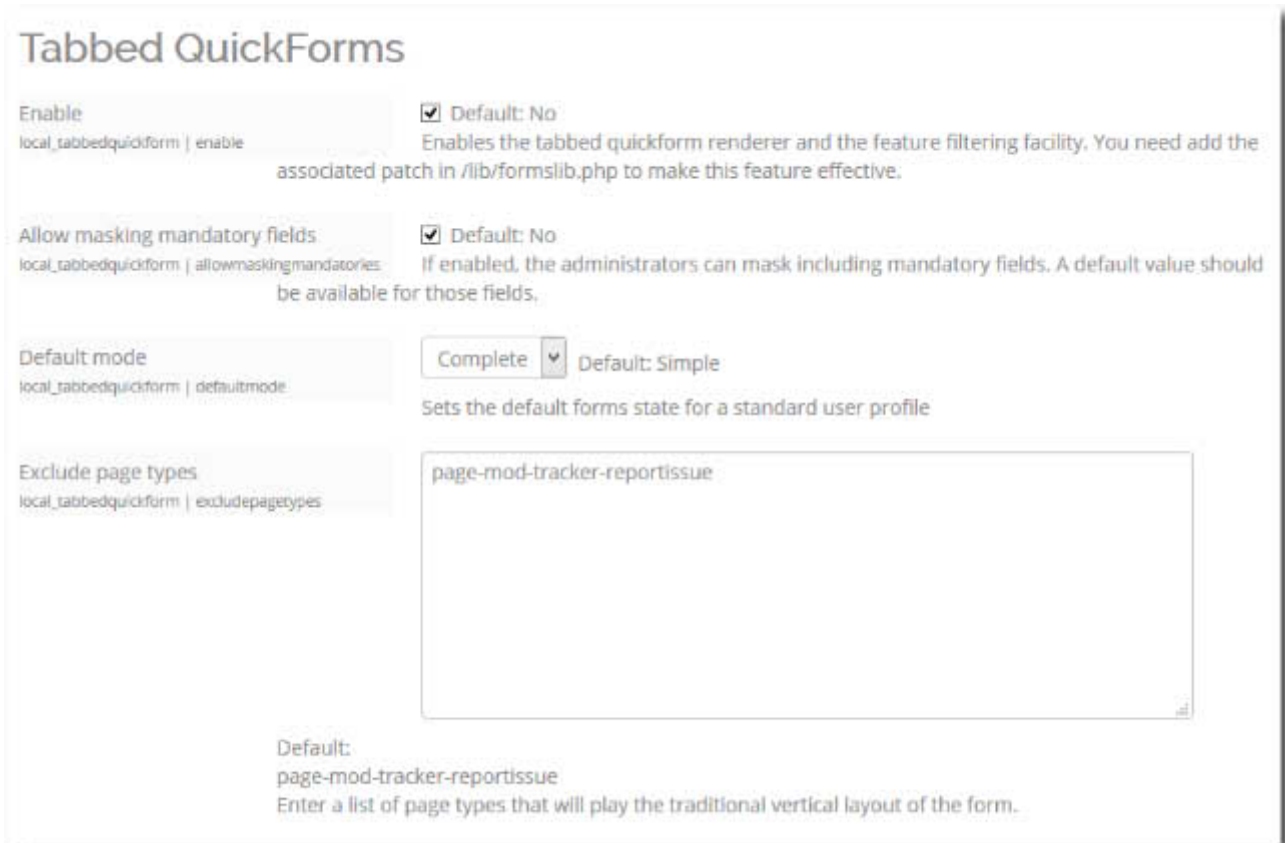 Tabbed QuickForms
Enable
local_tabbedquickform | enable
Default: No
Enables the tabbed quickform renderer and the feature filtering facility. You need add the
associated patch in /lib/formslib.php to make this feature effective.
Allow masking mandatory fields
local_tabbedquickform | allowmaskingmandatories
Default: No
If enabled, the administrators can mask including mandatory fields. A default value should
be available for those fields.
Default mode
local_tabbedquickform | defaultmode
Complete
Default: Simple
Sets the default forms state for a standard user profile
Exclude page types
local_tabbedquickform | excludepagetypes
page-mod-tracker-reportissue
Default:
page-mod-tracker-reportissue
Enter a list of page types that will play the traditional vertical layout of the form.